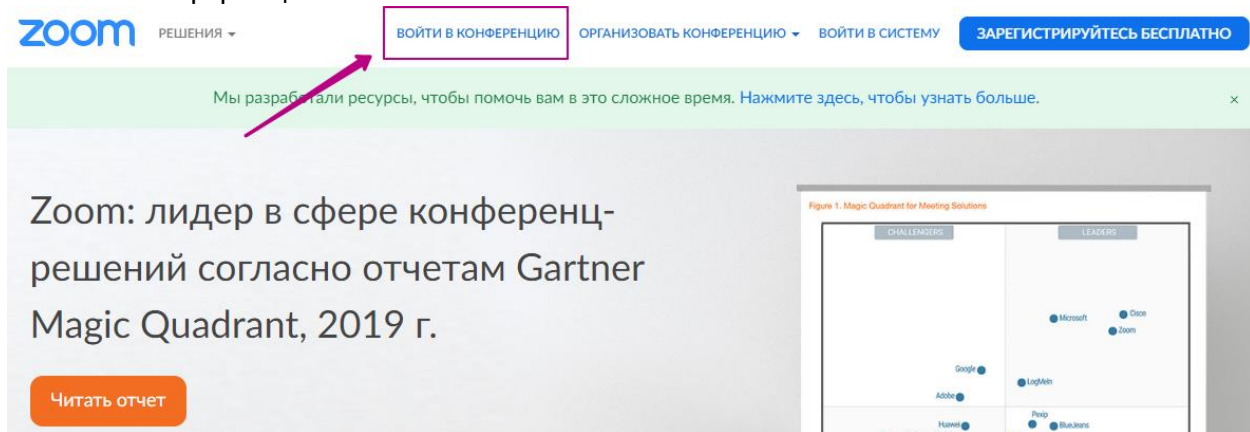 zoom
РЕШЕНИЯ
ВОЙТИ В КОНФЕРЕНЦИЮ
ОРГАНИЗОВАТЬ КОНФЕРЕНЦИЮ
ВОЙТИ В СИСТЕМУ
ЗАРЕГИСТРИРУЙТЕСЬ БЕСПЛАТНО
Мы разработали ресурсы, чтобы помочь вам в это сложное время. Нажмите здесь, чтобы узнать больше.
×
Zoom: лидер в сфере конференц-
решений согласно отчетам Gartner
Magic Quadrant, 2019 г.
Читать отчет
Figure 1. Magic Quadrant for Meeting Solutions
CHALLENGERS
LEADERS
Microsoft
Cisco
Zoom
Google
LogMeIn
Adobe
Huawei
Pexip
BlueJeans